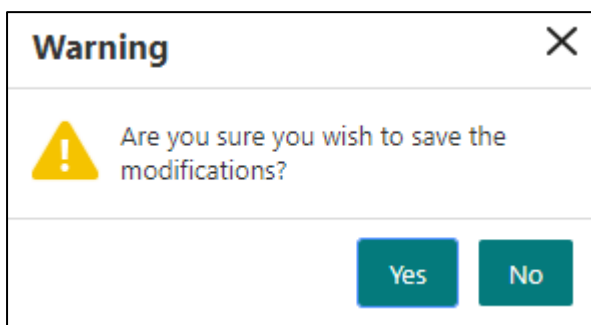 Warning
Are you sure you wish to save the
modifications?
Yes
No